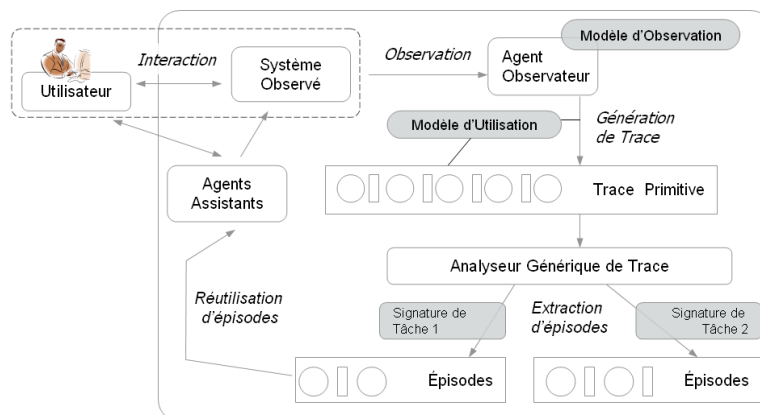 Modèle d'Observation
Interaction
Système
Observé
Observation
Agent
Observateur
Utilisateur
Modèle d'Utilisation
Génération
de Trace
Agents
Assistants
Trace Primitive
Analyseur Générique de Trace
Réutilisation
d'épisodes
Signature de
Tâche 1
Extraction
d'épisodes
Signature de
Tâche 2
Épisodes
Épisodes